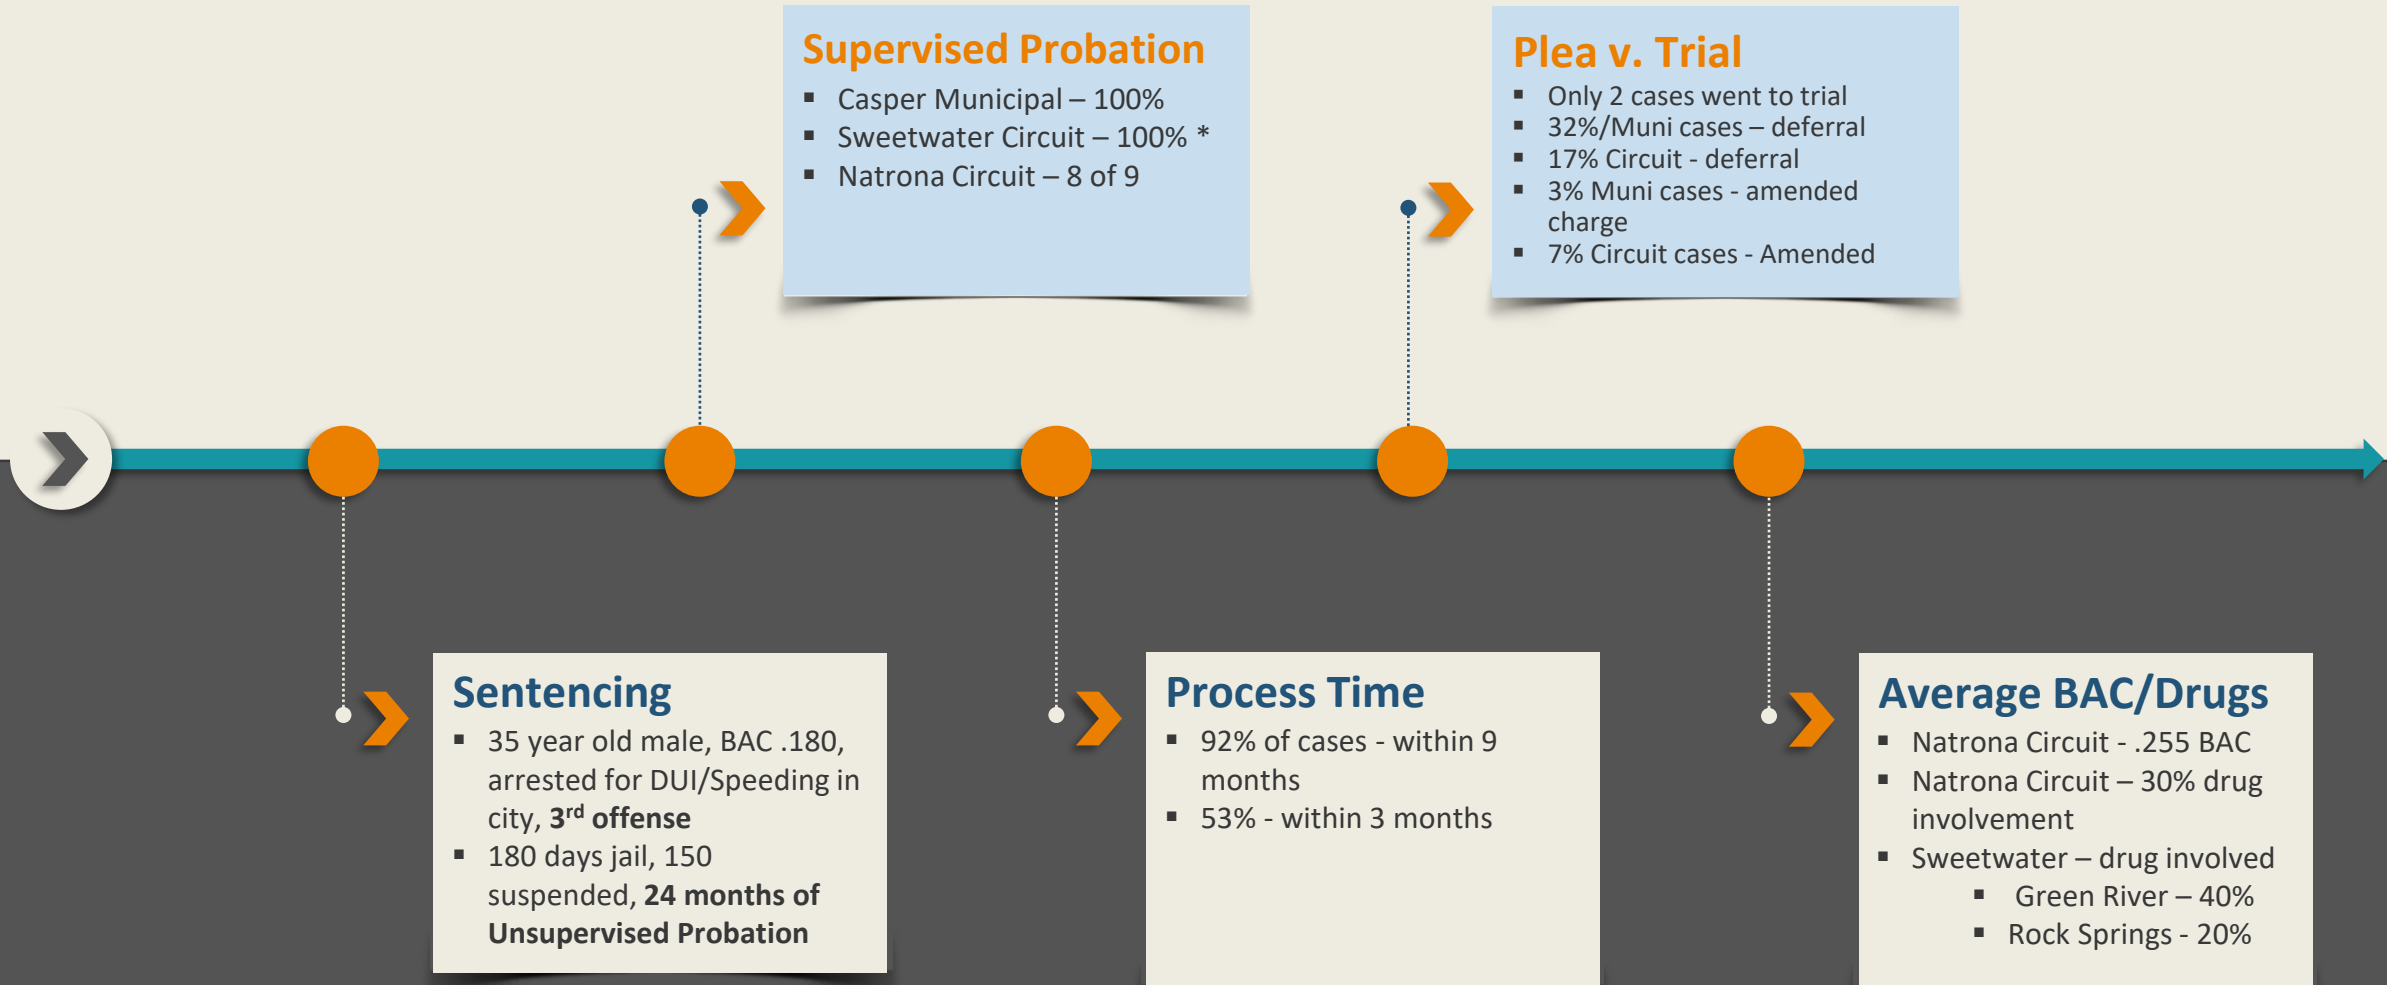 Supervised Probation
▪ Casper Municipal – 100%
▪ Sweetwater Circuit – 100% *
▪ Natrona Circuit – 8 of 9
Plea v. Trial
▪ Only 2 cases went to trial
▪ 32%/Muni cases – deferral
▪ 17% Circuit - deferral
▪ 3% Muni cases - amended
charge
▪ 7% Circuit cases - Amended
Sentencing
▪ 35 year old male, BAC .180,
arrested for DUI/Speeding in
city, 3rd offense
▪ 180 days jail, 150
suspended, 24 months of
Unsupervised Probation
Process Time
▪ 92% of cases - within 9
months
▪ 53% - within 3 months
Average BAC/Drugs
▪ Natrona Circuit - .255 BAC
▪ Natrona Circuit – 30% drug
involvement
▪ Sweetwater – drug involved
▪ Green River – 40%
▪ Rock Springs - 20%